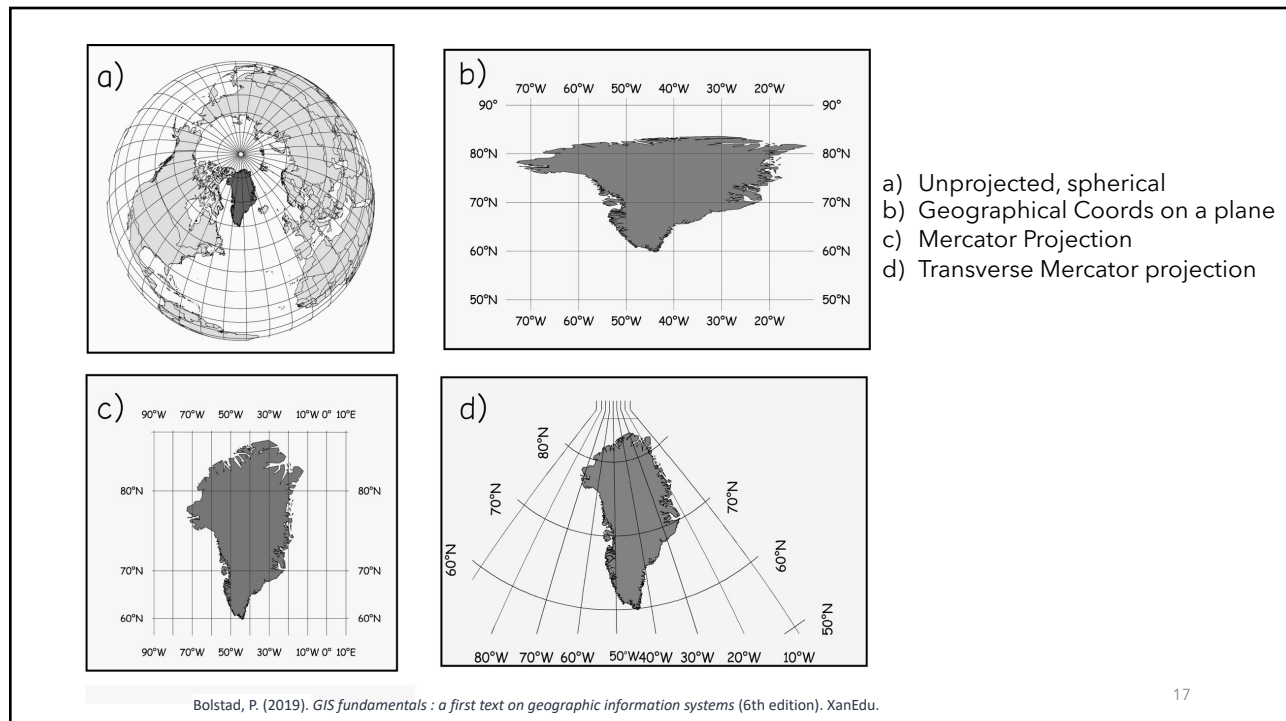 a)
b)
70°W 60°W 50°W 40°W 30°W 20°W
90° 90°
80°N 80°N
70°N 70°N
60°N 60°N
50°N 50°N
70°W 60°W 50°W 40°W 30°W 20°W
a) Unprojected, spherical
b) Geographical Coords on a plane
c) Mercator Projection
d) Transverse Mercator projection
c)
90°W 70°W 50°W 30°W 10°W 0° 10°E
80°N 80°N
70°N 70°N
60°N 60°N
90°W 70°W 50°W 30°W 10°W 0° 10°E
d)
80°N
70°N 70°N
60°N 60°N
50°N
80°W 70°W 60°W 50°W 40°W 30°W 20°W 10°W
Bolstad, P. (2019). GIS fundamentals : a first text on geographic information systems (6th edition). XanEdu.
17